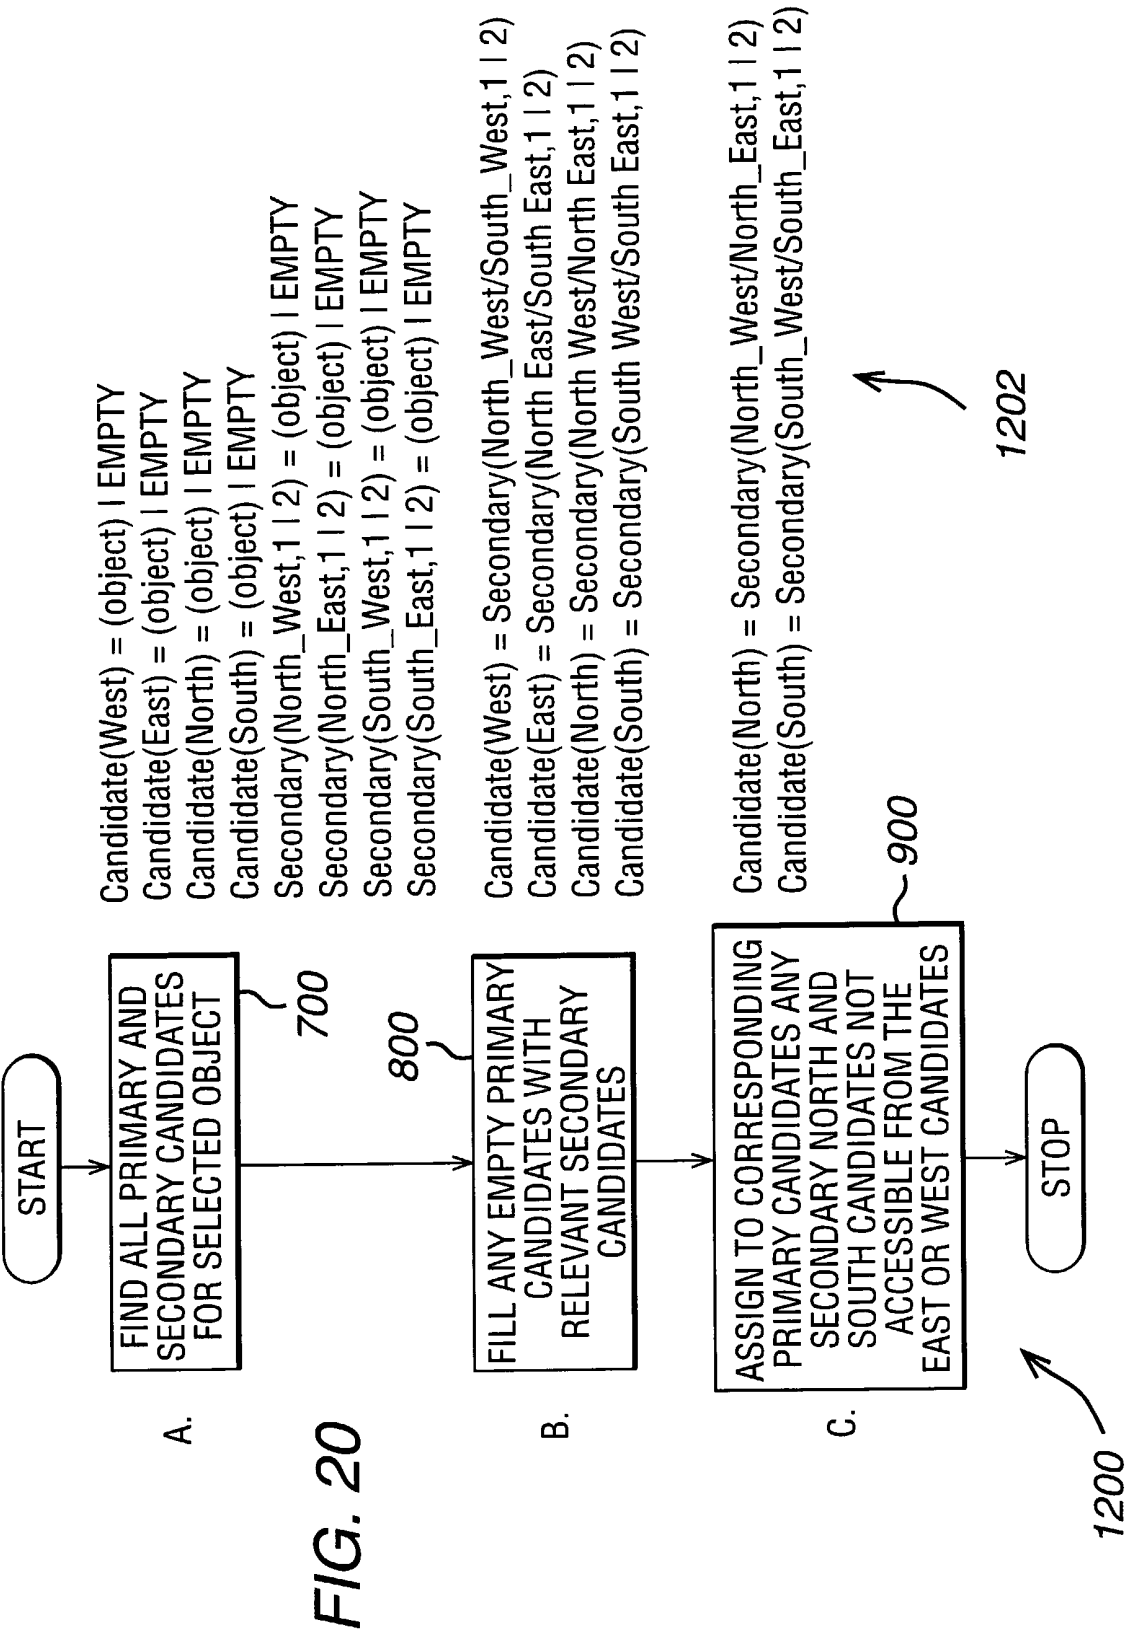 FIG. 20
START
A.
FIND ALL PRIMARY AND
SECONDARY CANDIDATES
FOR SELECTED OBJECT
700
Candidate(West) = (object) | EMPTY
Candidate(East) = (object) | EMPTY
Candidate(North) = (object) | EMPTY
Candidate(South) = (object) | EMPTY
Secondary(North_West,1 | 2) = (object) | EMPTY
Secondary(North_East,1 | 2) = (object) | EMPTY
Secondary(South_West,1 | 2) = (object) | EMPTY
Secondary(South_East,1 | 2) = (object) | EMPTY
B.
800
FILL ANY EMPTY PRIMARY
CANDIDATES WITH
RELEVANT SECONDARY
CANDIDATES
Candidate(West) = Secondary(North_West/South_West,1 | 2)
Candidate(East) = Secondary(North East/South East,1 | 2)
Candidate(North) = Secondary(North West/North East,1 | 2)
Candidate(South) = Secondary(South West/South East,1 | 2)
C.
ASSIGN TO CORRESPONDING
PRIMARY CANDIDATES ANY
SECONDARY NORTH AND
SOUTH CANDIDATES NOT
ACCESSIBLE FROM THE
EAST OR WEST CANDIDATES
900
Candidate(North) = Secondary(North_West/North_East,1 | 2)
Candidate(South) = Secondary(South_West/South_East,1 | 2)
STOP
1200
1202